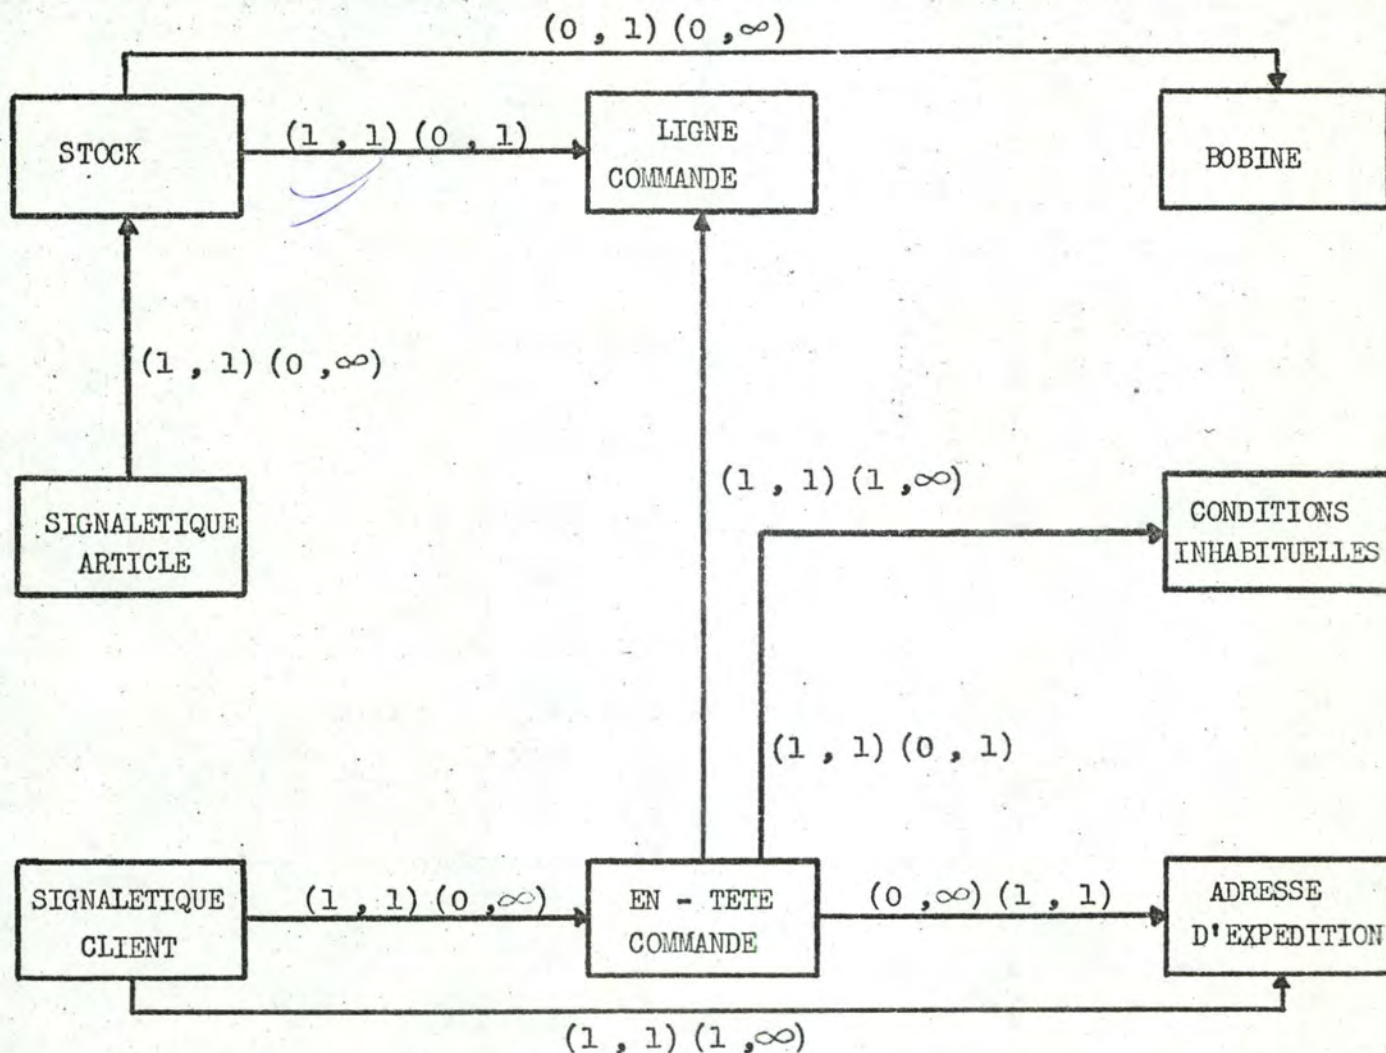 (0 , 1) (0 ,∞)
STOCK
(1 , 1) (0 , 1)
LIGNE
COMMANDE
BOBINE
(1 , 1) (0 ,∞)
SIGNALETIQUE
ARTICLE
(1 , 1) (1 ,∞)
CONDITIONS
INHABITUELLES
(1 , 1) (0 , 1)
SIGNALETIQUE
CLIENT
(1 , 1) (0 ,∞)
EN - TETE
COMMANDE
(0 ,∞) (1 , 1)
ADRESSE
D'EXPEDITION
(1 , 1) (1 ,∞)